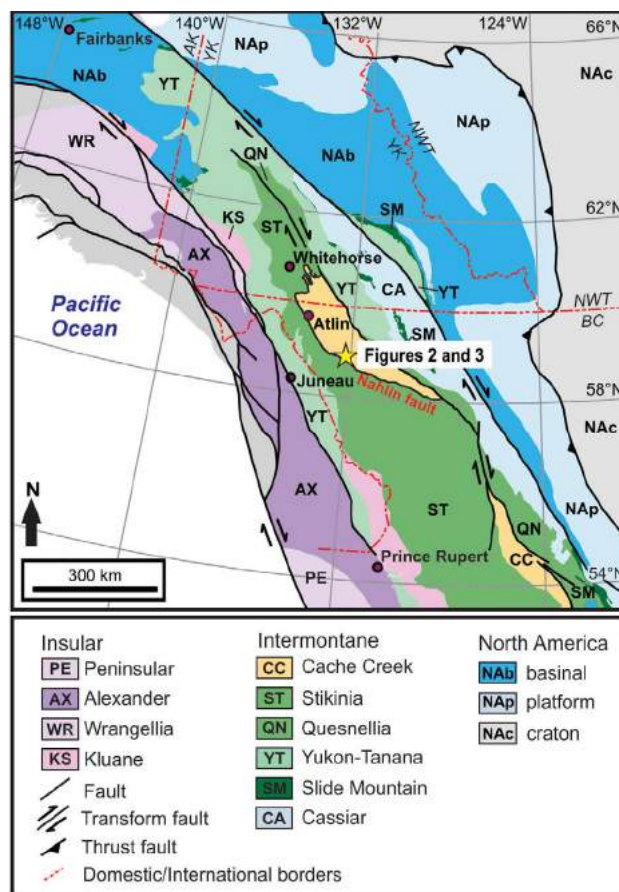 148°W
140°W
132°W
124°W
66°N
Fairbanks
AK
YK
NAp
NAc
NAb
YT
NAp
WR
QN
NAb
NWT
YK
KS
ST
SM
62°N
AX
Whitehorse
YT
CA
YT
NWT
BC
Pacific
Ocean
Atlin
SM
Figures 2 and 3
Juneau
Nahlin fault
58°N
YT
NAc
N
AX
ST
NAp
QN
300 km
CC
Prince Rupert
PE
SM
54°N
Insular
PE Peninsular
AX Alexander
WR Wrangellia
KS Kluane
Fault
Transform fault
Thrust fault
Domestic/International borders
Intermontane
CC Cache Creek
ST Stikinia
QN Quesnellia
YT Yukon-Tanana
SM Slide Mountain
CA Cassiar
North America
NAb basinal
NAp platform
NAc craton